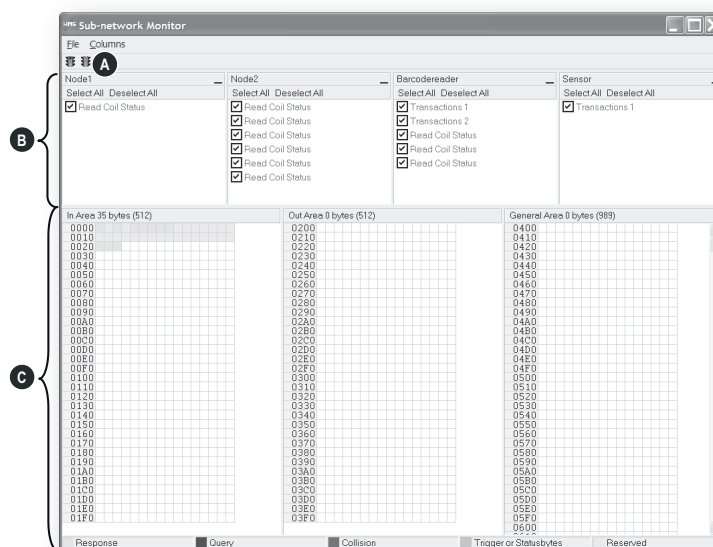 HMS Sub-network Monitor
File Columns
A
Node1 Node2 Barcodereader Sensor
Select All Deselect All Select All Deselect All Select All Deselect All Select All Deselect All
Read Coil Status Read Coil Status Transactions 1 Transactions 1
Read Coil Status Transactions 2
Read Coil Status Read Coil Status
Read Coil Status Read Coil Status
Read Coil Status Read Coil Status
Read Coil Status
B
In Area 35 bytes (512) Out Area 0 bytes (512) General Area 0 bytes (989)
0000 0200 0400
0010 0210 0410
0020 0220 0420
0030 0230 0430
0040 0240 0440
0050 0250 0450
0060 0260 0460
0070 0270 0470
0080 0280 0480
0090 0290 0490
00A0 02A0 04A0
00B0 02B0 04B0
00C0 02C0 04C0
00D0 02D0 04D0
00E0 02E0 04E0
00F0 02F0 04F0
0100 0300 0500
0110 0310 0510
0120 0320 0520
0130 0330 0530
0140 0340 0540
0150 0350 0550
0160 0360 0560
0170 0370 0570
0180 0380 0580
0190 0390 0590
01A0 03A0 05A0
01B0 03B0 05B0
01C0 03C0 05C0
01D0 03D0 05D0
01E0 03E0 05E0
01F0 03F0 05F0
0600
C
Response Query Collision Trigger or Statusbytes Reserved